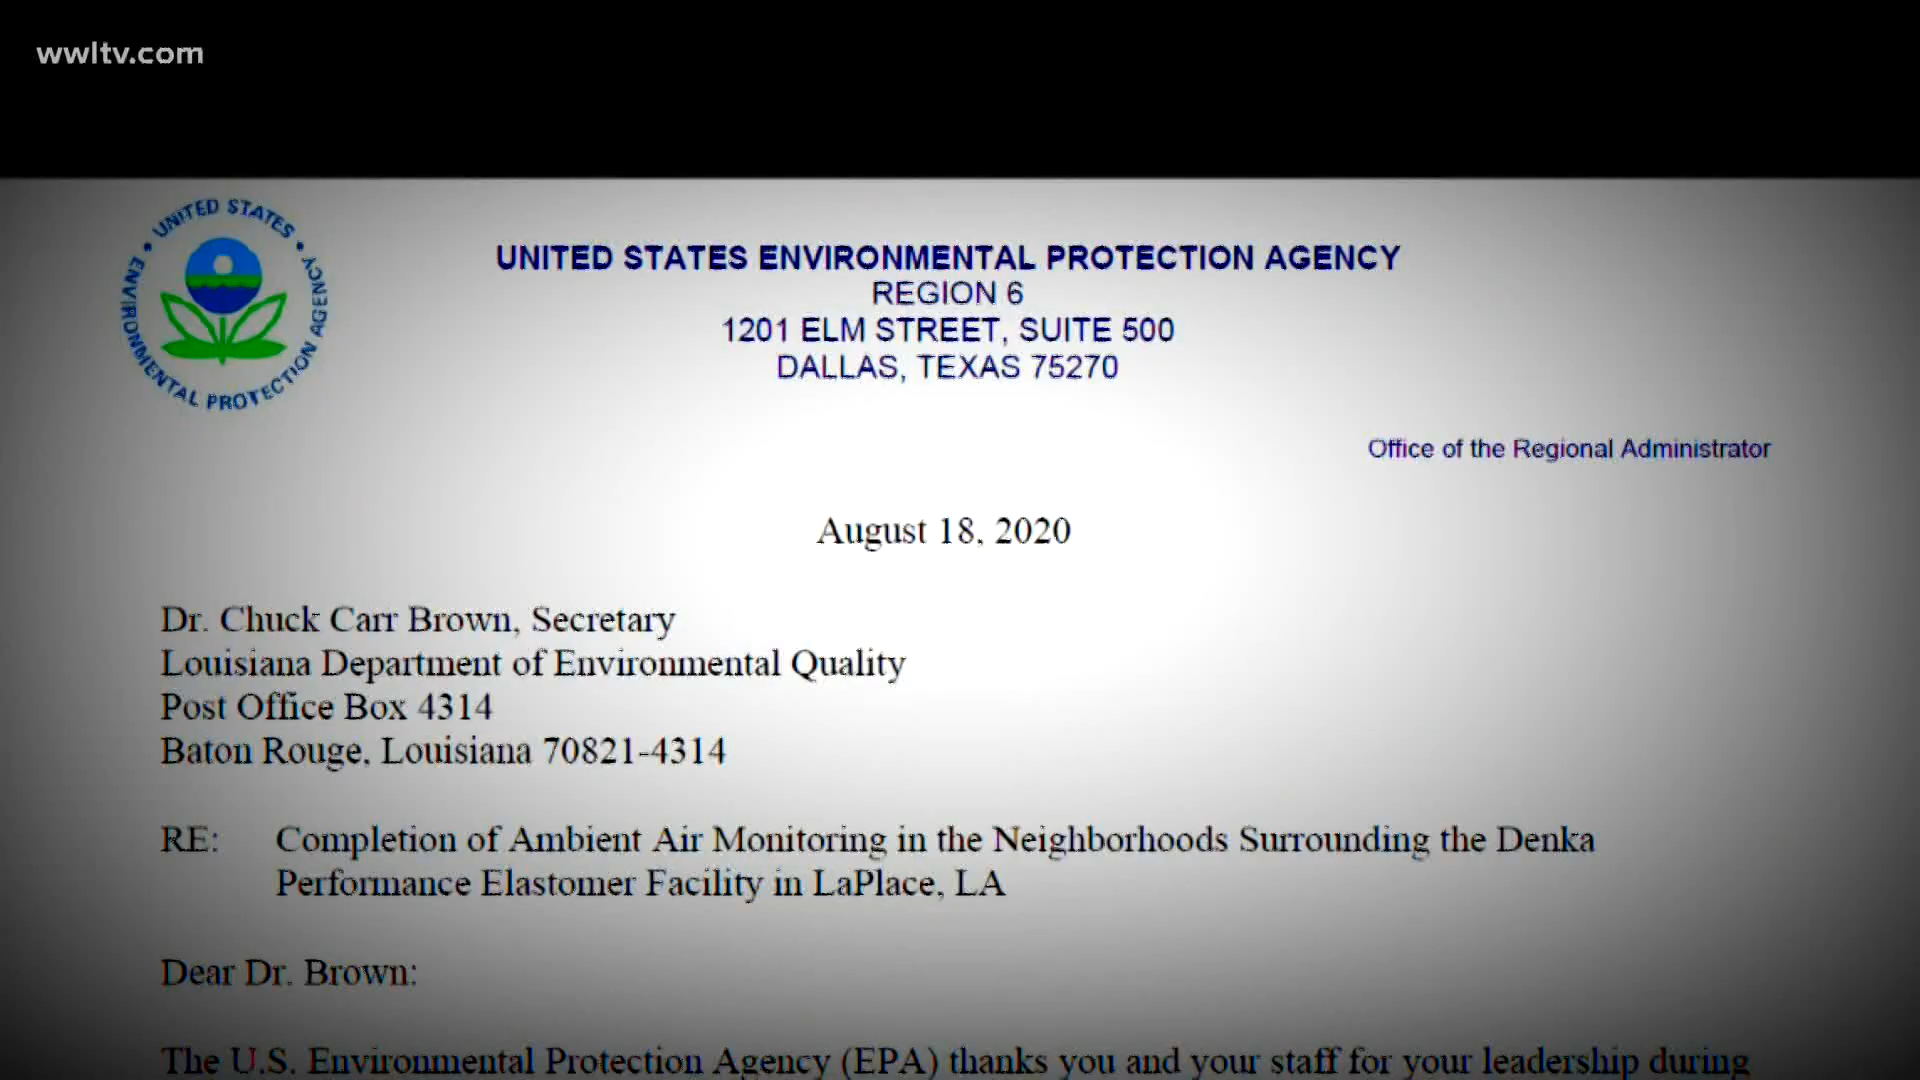 wwltv.com
UNITED STATES
ENVIRONMENTAL PROTECTION AGENCY
UNITED STATES ENVIRONMENTAL PROTECTION AGENCY
REGION 6
1201 ELM STREET, SUITE 500
DALLAS, TEXAS 75270
Office of the Regional Administrator
August 18, 2020
Dr. Chuck Carr Brown, Secretary
Louisiana Department of Environmental Quality
Post Office Box 4314
Baton Rouge, Louisiana 70821-4314
RE: Completion of Ambient Air Monitoring in the Neighborhoods Surrounding the Denka
Performance Elastomer Facility in LaPlace, LA
Dear Dr. Brown:
The U.S. Environmental Protection Agency (EPA) thanks you and your staff for your leadership during